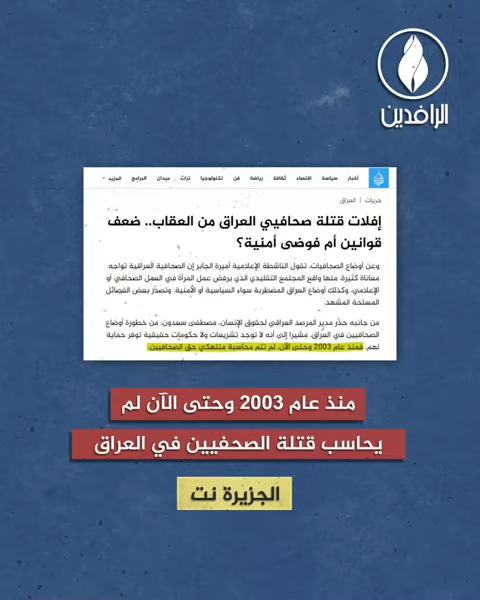 الرافدين
أخبار سياسة اقتصاد ثقافة رياضة فن تكنولوجيا تراث ميدان البرامج المزيد
حريات | العراق
إفلات قتلة صحافيي العراق من العقاب.. ضعف
قوانين أم فوضى أمنية؟
وعن أوضاع الصحافيات، تقول الناشطة الإعلامية أميرة الجابر إن الصحافية العراقية تواجه
معاناة كثيرة، منها واقع المجتمع التقليدي الذي يرفض عمل المرأة في العمل الصحافي أو
الإعلامي، وكذلك أوضاع العراق المضطربة سواء السياسية أو الأمنية، وتصدّر بعض الفصائل
المسلحة المشهد.
من جانبه حذّر مدير المرصد العراقي لحقوق الإنسان، مصطفى سعدون، من خطورة أوضاع
الصحافيين في العراق، مشيرا إلى أنه لا توجد تشريعات ولا حكومات حقيقية توفر حماية
لهم، فمنذ عام 2003 وحتى الآن، لم تتم محاسبة منتهكي حق الصحافيين.
منذ عام 2003 وحتى الآن لم
يحاسب قتلة الصحفيين في العراق
الجزيرة نت